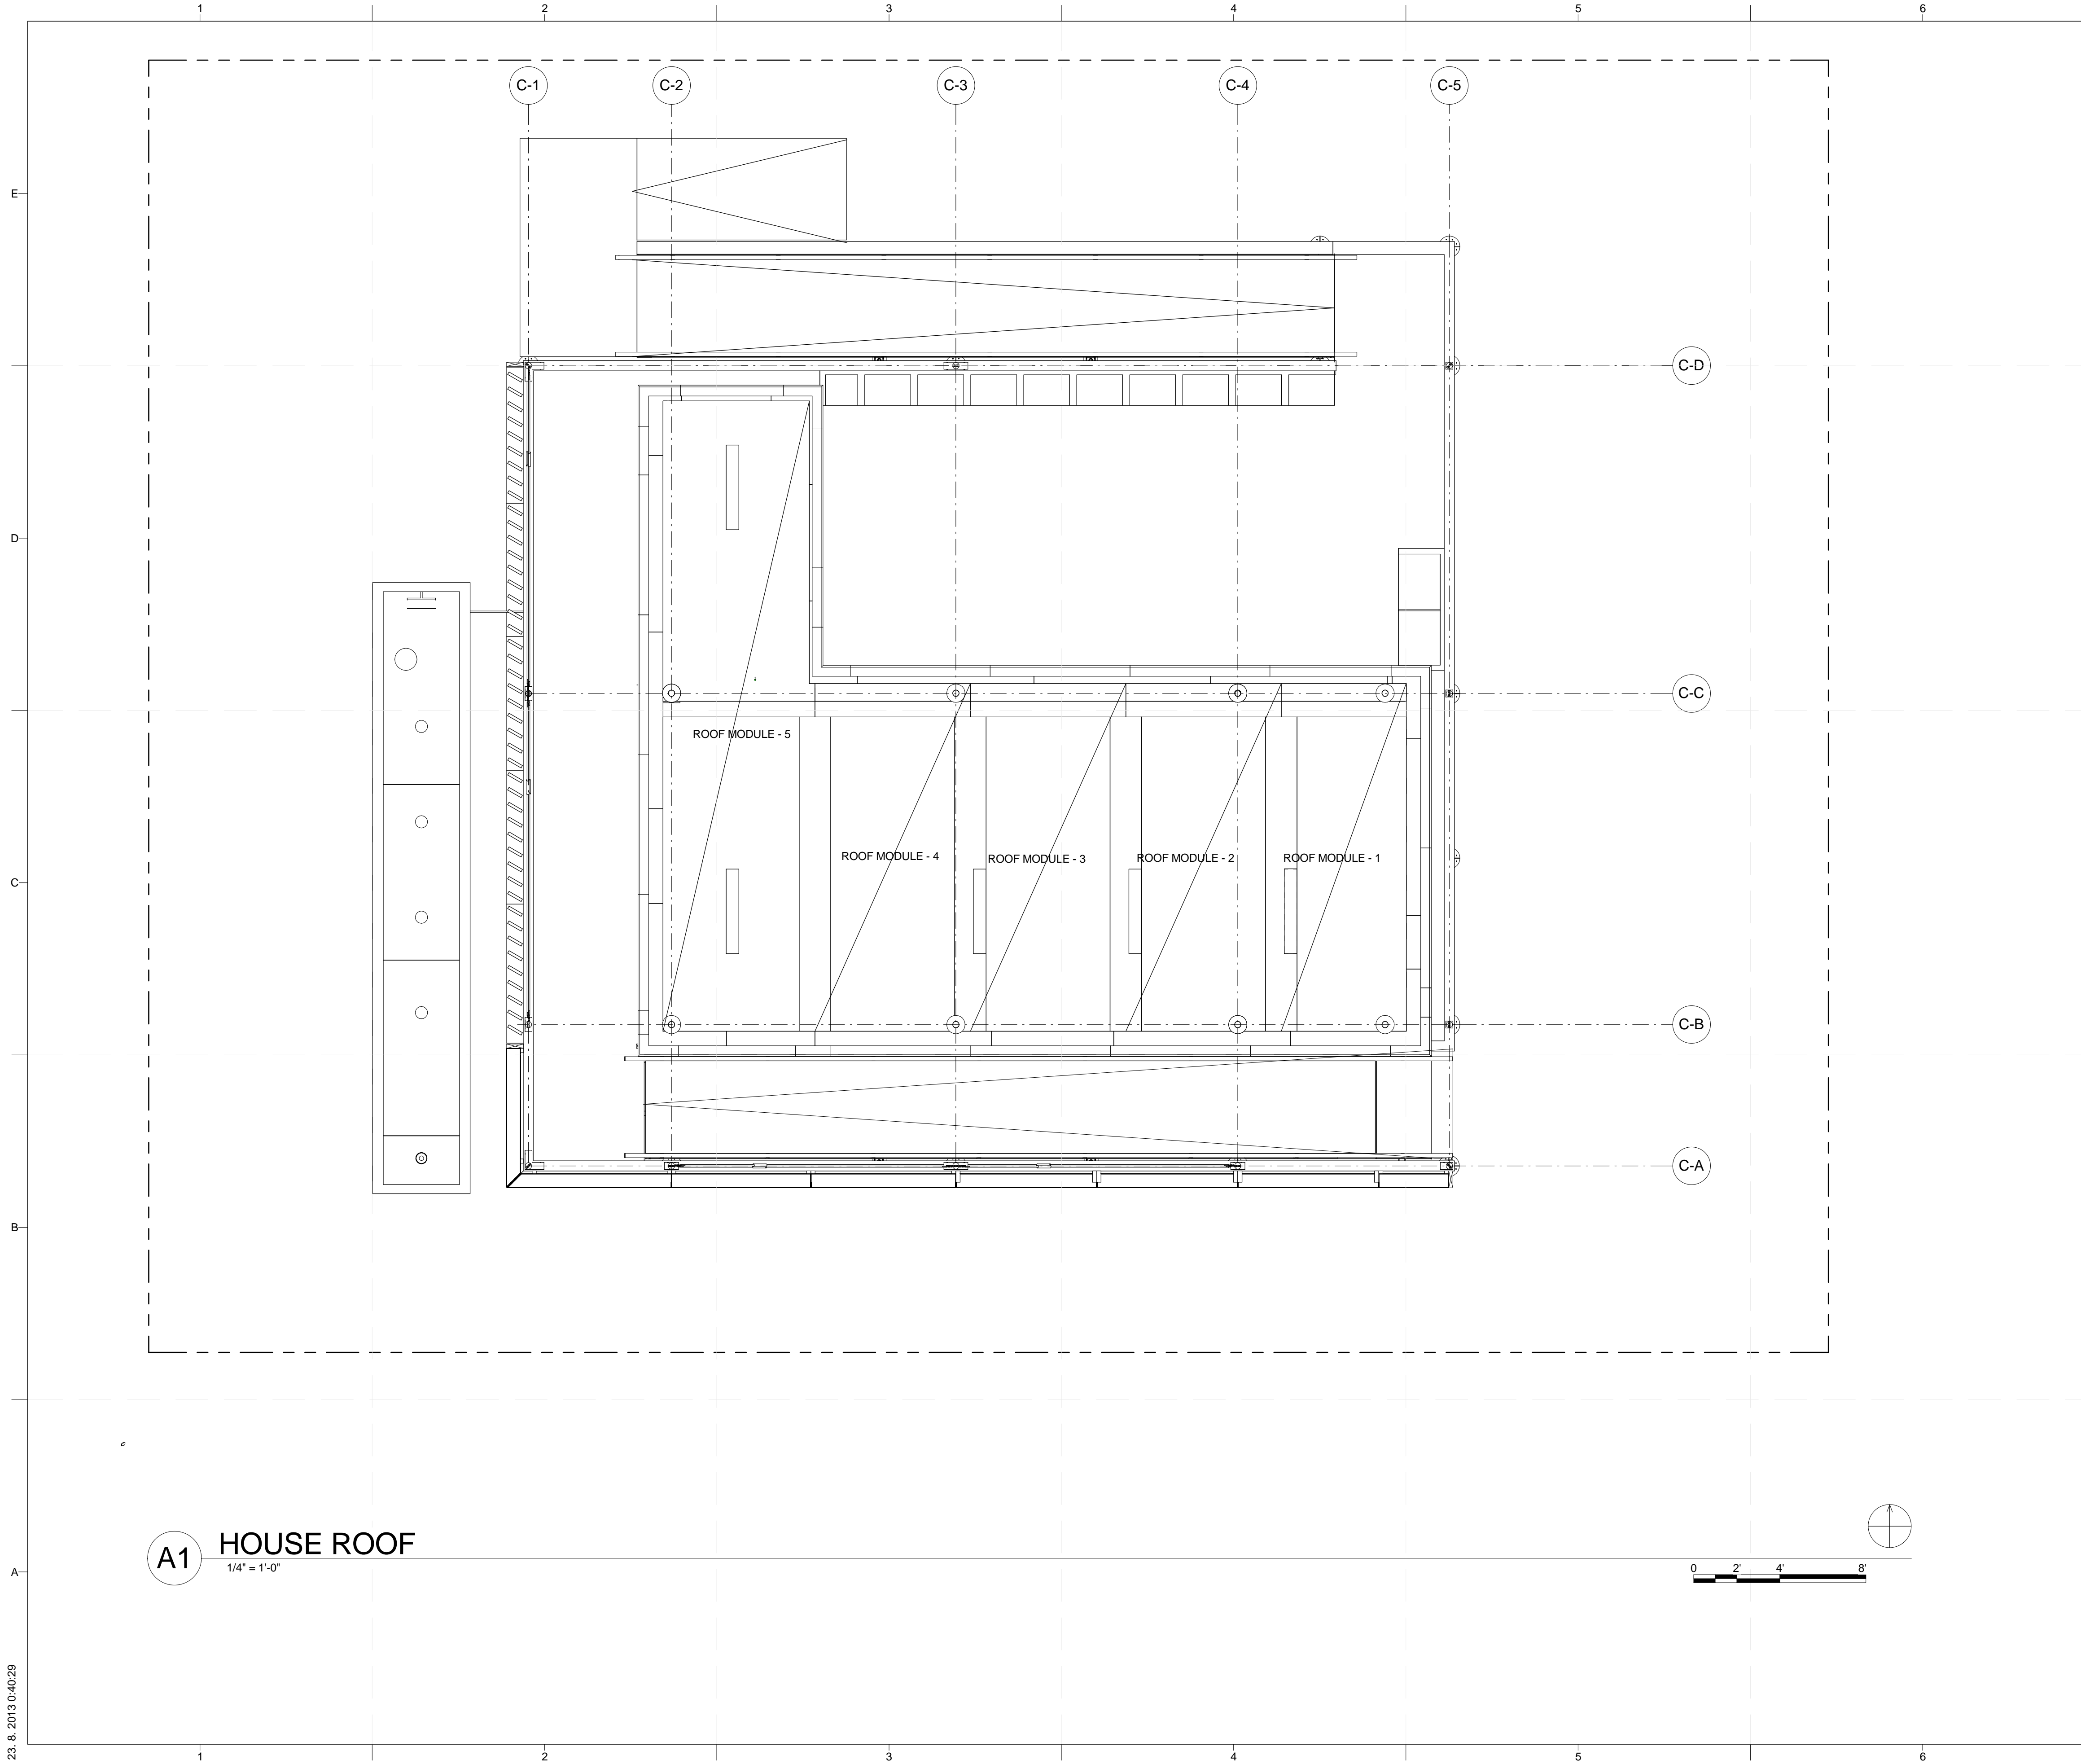 1 2 3 4 5 6
C-1 C-2 C-3 C-4 C-5
E
C-D
D
C-C
ROOF MODULE - 5
ROOF MODULE - 4
ROOF MODULE - 3
ROOF MODULE - 2
ROOF MODULE - 1
C
C-B
C-A
B
A1
HOUSE ROOF
1/4" = 1'-0"
0 2' 4' 8'
A
23. 8. 2013 0:40:29
1 2 3 4 5 6